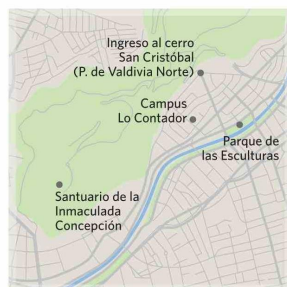 Ingreso al cerro
San Cristóbal
(P. de Valdivia Norte)
Campus
Lo Contador
Parque de
las Esculturas
Santuario de la
Inmaculada
Concepción